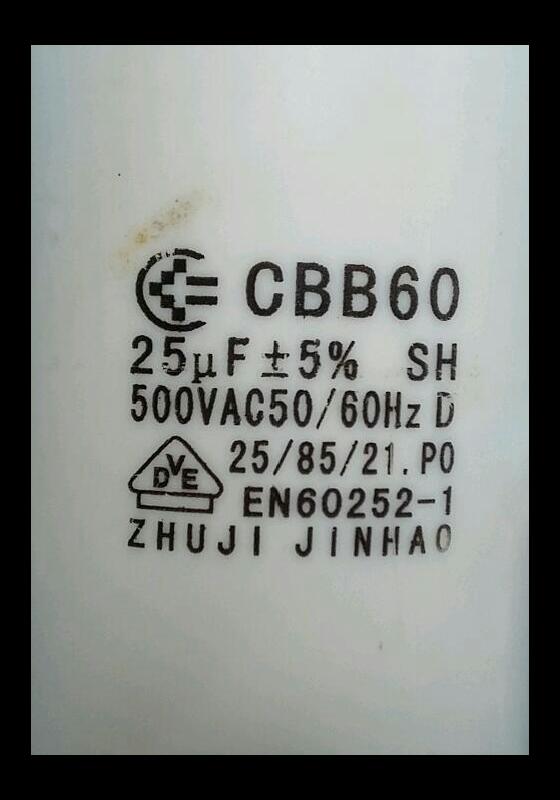 CBB60
25μF±5% SH
500VAC50/60Hz D
25/85/21.P0
DVE
EN60252-1
ZHUJI JINHAO